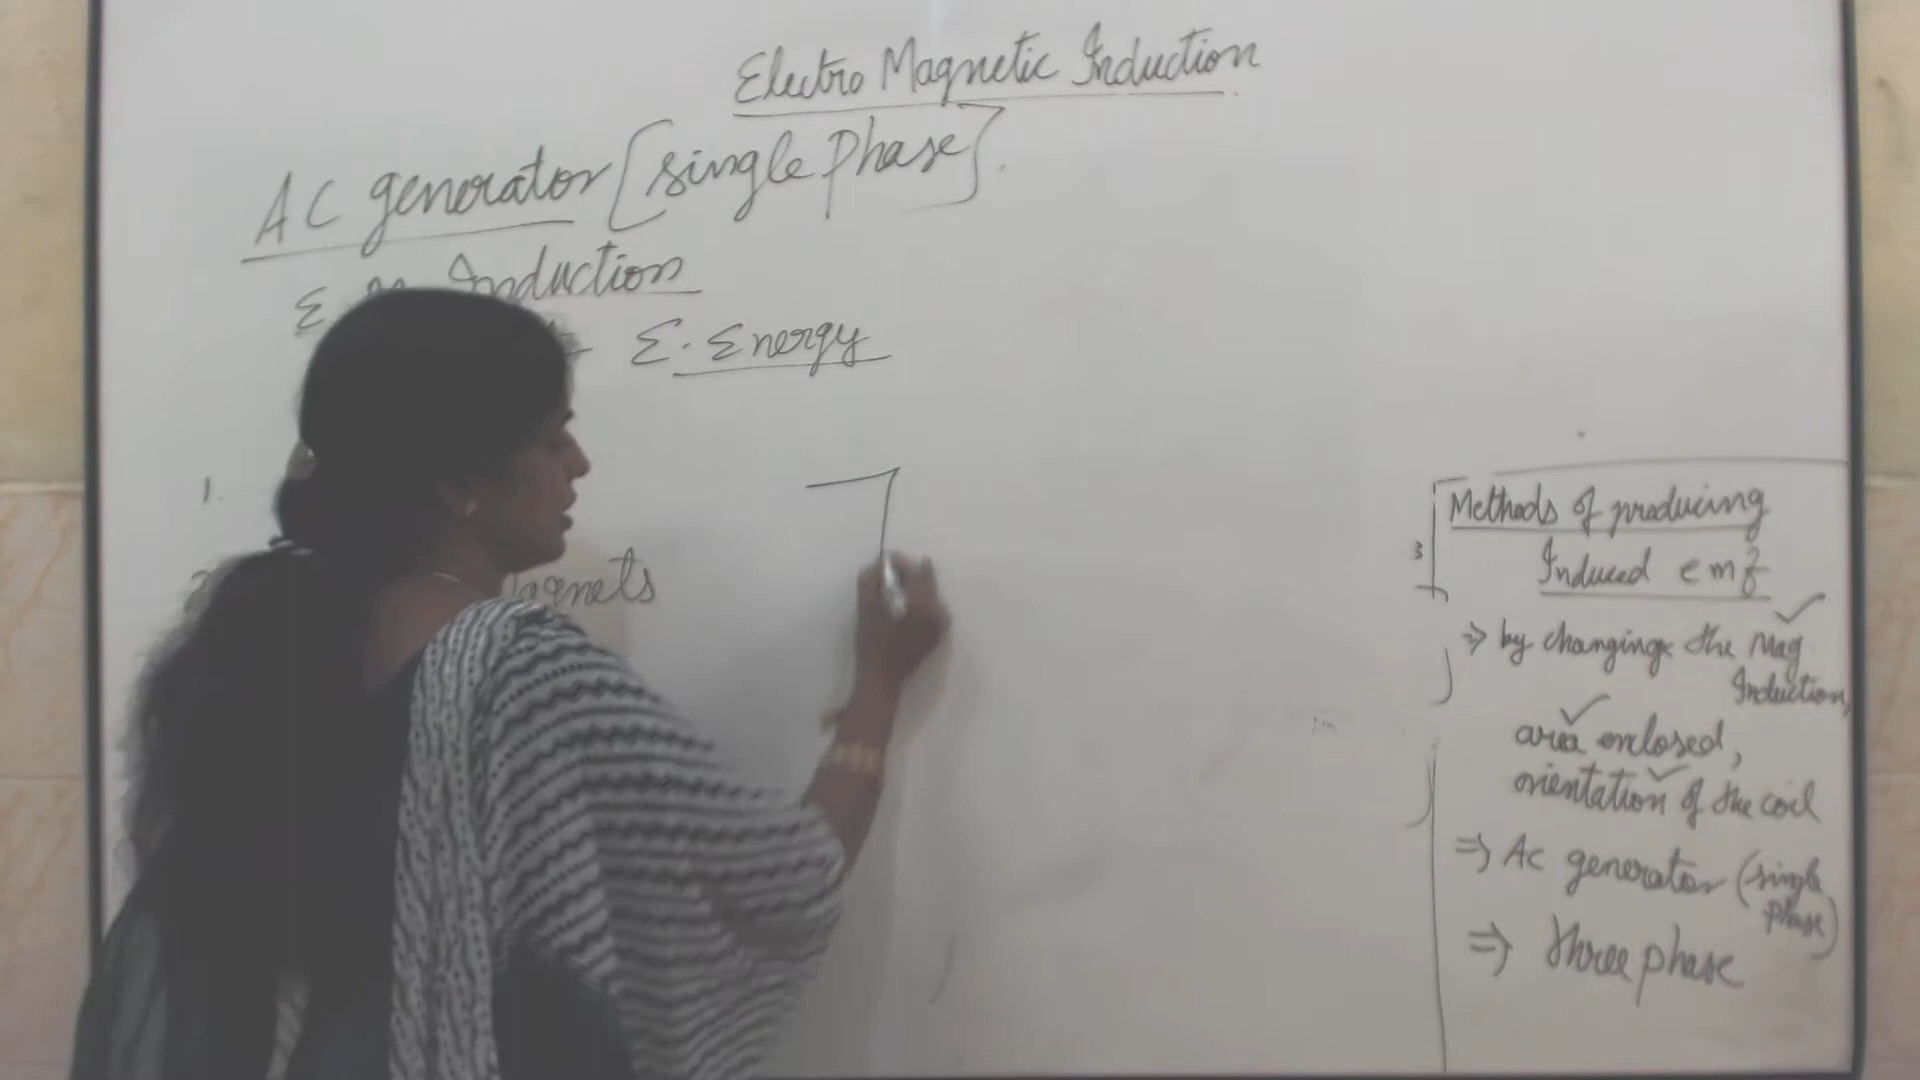 Electro Magnetic Induction
AC generator [single phase].
E. Induction
E. Energy
1.
Methods of producing
Induced emf
⇒ by changing the Mag
Induction,
area enclosed,
orientation of the coil
⇒ Ac generator (single
phase)
⇒ three phase